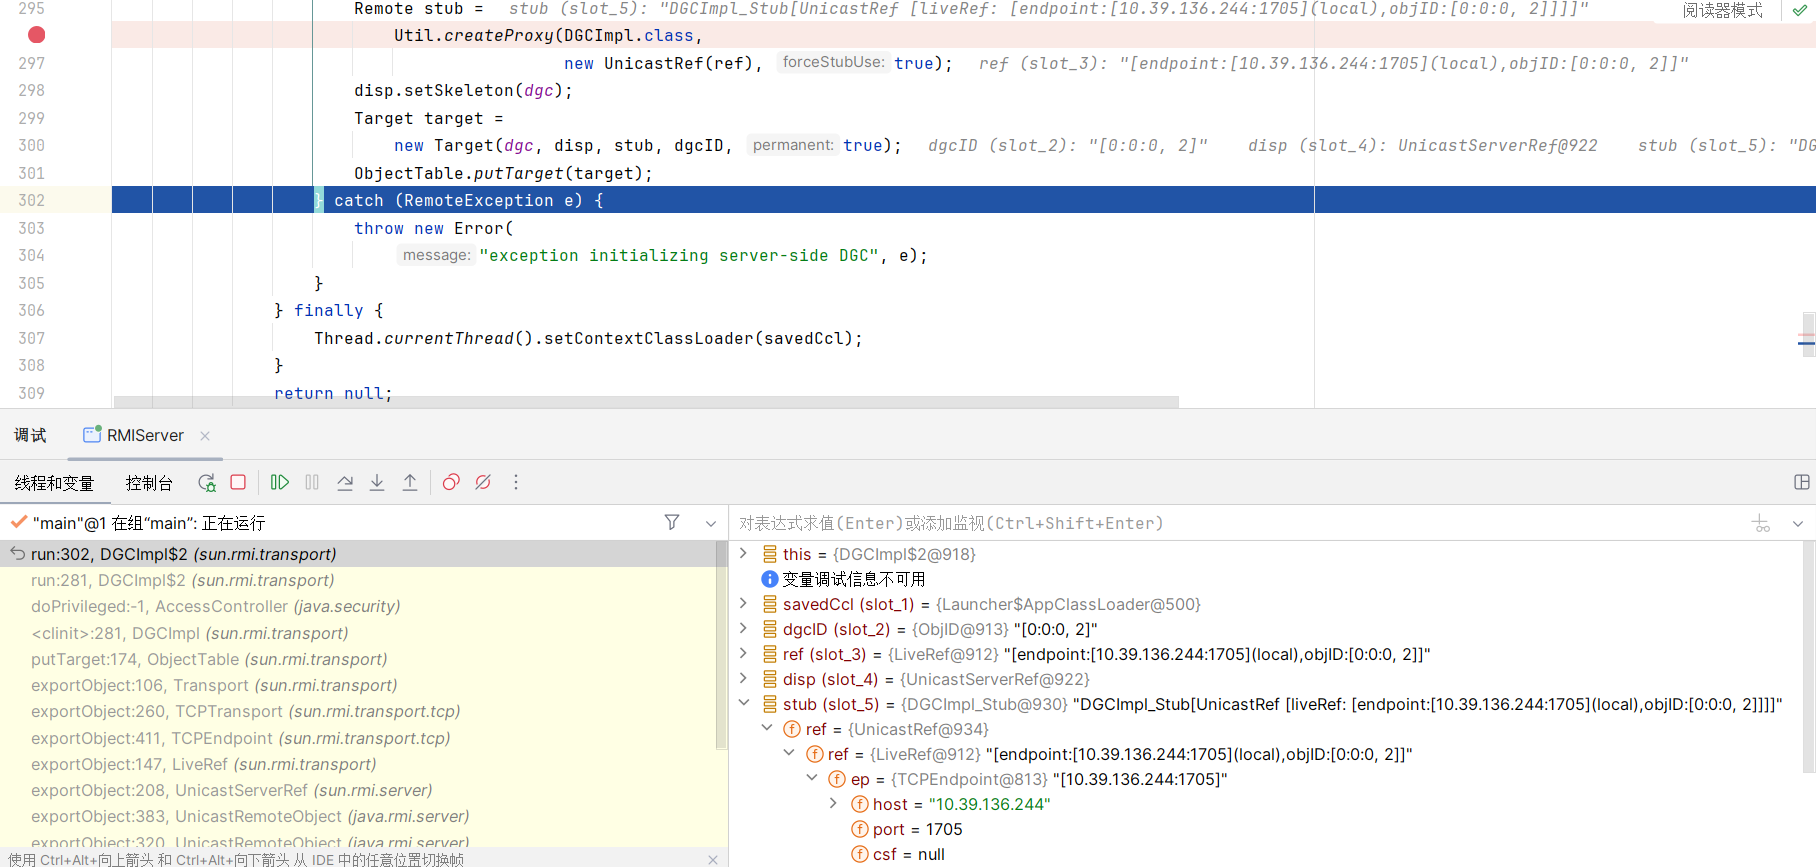 295 Remote stub = stub (slot_5): "DGCImpl_Stub[UnicastRef [liveRef: [endpoint:[10.39.136.244:1705](local),objID:[0:0:0, 2]]]]" 阅读器模式
Util.createProxy(DGCImpl.class,
297 new UnicastRef(ref), forceStubUse: true); ref (slot_3): "[endpoint:[10.39.136.244:1705](local),objID:[0:0:0, 2]]"
298 disp.setSkeleton(dgc);
299 Target target =
300 new Target(dgc, disp, stub, dgcID, permanent: true); dgcID (slot_2): "[0:0:0, 2]" disp (slot_4): UnicastServerRef@922 stub (slot_5): "DG
301 ObjectTable.putTarget(target);
302 } catch (RemoteException e) {
303 throw new Error(
304 message: "exception initializing server-side DGC", e);
305 }
306 } finally {
307 Thread.currentThread().setContextClassLoader(savedCcl);
308 }
309 return null;
调试 RMIServer
线程和变量 控制台
"main"@1 在组“main”: 正在运行
run:302, DGCImpl$2 (sun.rmi.transport)
run:281, DGCImpl$2 (sun.rmi.transport)
doPrivileged:-1, AccessController (java.security)
<clinit>:281, DGCImpl (sun.rmi.transport)
putTarget:174, ObjectTable (sun.rmi.transport)
exportObject:106, Transport (sun.rmi.transport)
exportObject:260, TCPTransport (sun.rmi.transport.tcp)
exportObject:411, TCPEndpoint (sun.rmi.transport.tcp)
exportObject:147, LiveRef (sun.rmi.transport)
exportObject:208, UnicastServerRef (sun.rmi.server)
exportObject:383, UnicastRemoteObject (java.rmi.server)
exportObject:320, UnicastRemoteObject (java.rmi.server)
使用 Ctrl+Alt+向上箭头 和 Ctrl+Alt+向下箭头 从 IDE 中的任意位置切换帧
对表达式求值(Enter)或添加监视(Ctrl+Shift+Enter)
this = {DGCImpl$2@918}
变量调试信息不可用
savedCcl (slot_1) = {Launcher$AppClassLoader@500}
dgcID (slot_2) = {ObjID@913} "[0:0:0, 2]"
ref (slot_3) = {LiveRef@912} "[endpoint:[10.39.136.244:1705](local),objID:[0:0:0, 2]]"
disp (slot_4) = {UnicastServerRef@922}
stub (slot_5) = {DGCImpl_Stub@930} "DGCImpl_Stub[UnicastRef [liveRef: [endpoint:[10.39.136.244:1705](local),objID:[0:0:0, 2]]]]"
ref = {UnicastRef@934}
ref = {LiveRef@912} "[endpoint:[10.39.136.244:1705](local),objID:[0:0:0, 2]]"
ep = {TCPEndpoint@813} "[10.39.136.244:1705]"
host = "10.39.136.244"
port = 1705
csf = null